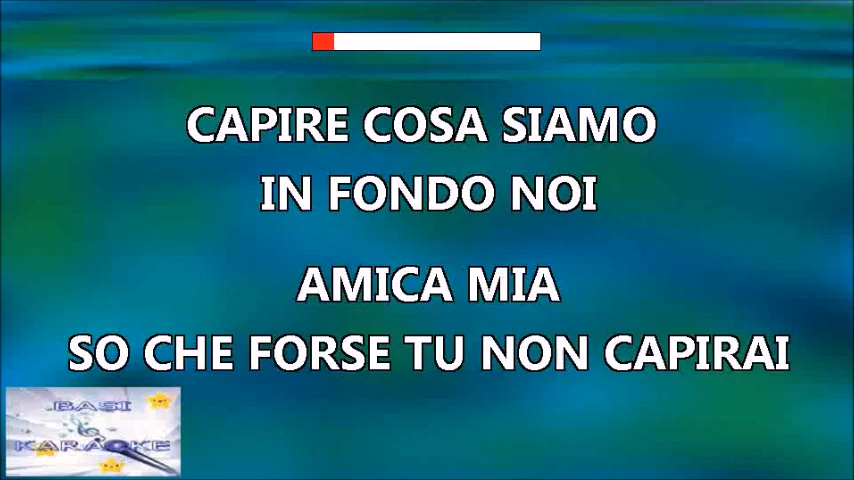 CAPIRE COSA SIAMO
IN FONDO NOI
AMICA MIA
SO CHE FORSE TU NON CAPIRAI
BASI
KARAOKE